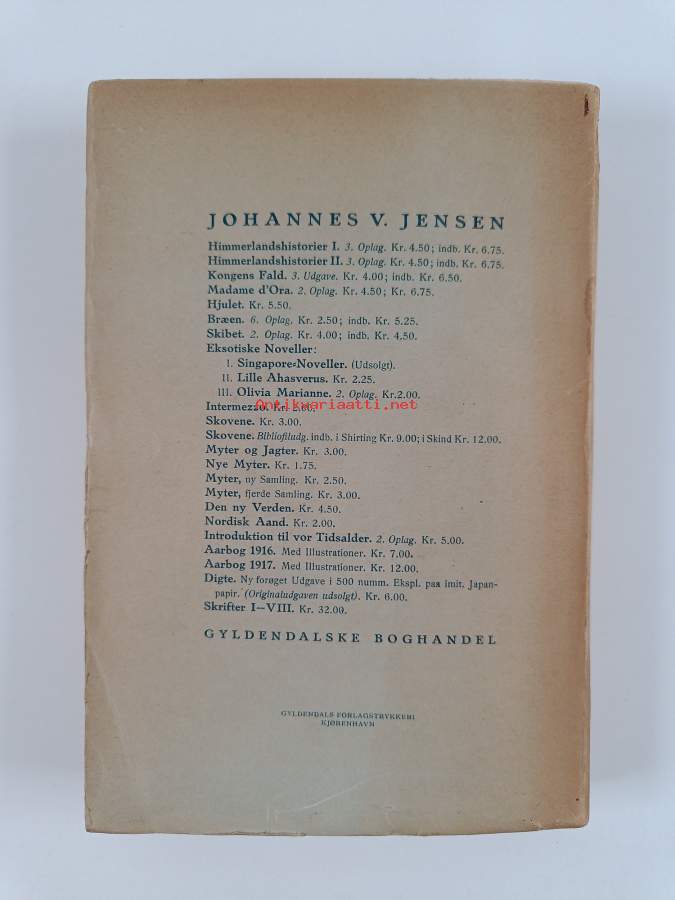 JOHANNES V. JENSEN
Himmerlandshistorier I. 3. Oplag. Kr. 4.50; indb. Kr. 6.75.
Himmerlandshistorier II. 3. Oplag. Kr. 4.50; indb. Kr. 6.75.
Kongens Fald. 3. Udgave. Kr. 4.00; indb. Kr. 6.50.
Madame d'Ora. 2. Oplag. Kr. 4.50; Kr. 6.75.
Hjulet. Kr. 5.50.
Bræen. 6. Oplag. Kr. 2.50; indb. Kr. 5.25.
Skibet. 2. Oplag. Kr. 4.00; indb. Kr. 4.50.
Eksotiske Noveller:
I. Singapore-Noveller. (Udsolgt).
II. Lille Ahasverus. Kr. 2.25.
III. Olivia Marianne. 2. Oplag. Kr.2.00.
Antikvariaatti.net
Intermezzo. Kr.
Skovene. Kr. 3.00.
Skovene. Bibliofiludg. indb. i Shirting Kr. 9.00; i Skind Kr. 12.00.
Myter og Jagter. Kr. 3.00.
Nye Myter. Kr. 1.75.
Myter, ny Samling. Kr. 2.50.
Myter, fjerde Samling. Kr. 3.00.
Den ny Verden. Kr. 4.50.
Nordisk Aand. Kr. 2.00.
Introduktion til vor Tidsalder. 2. Oplag. Kr. 5.00.
Aarbog 1916. Med Illustrationer. Kr. 7.00.
Aarbog 1917. Med Illustrationer. Kr. 12.00.
Digte. Ny forøget Udgave i 500 numm. Ekspl. paa imit. Japan-
papir. (Originaludgaven udsolgt). Kr. 6.00.
Skrifter I—VIII. Kr. 32.00.
GYLDENDALSKE BOGHANDEL
GYLDENDALS FORLAGSTRYKKERI
KJØBENHAVN